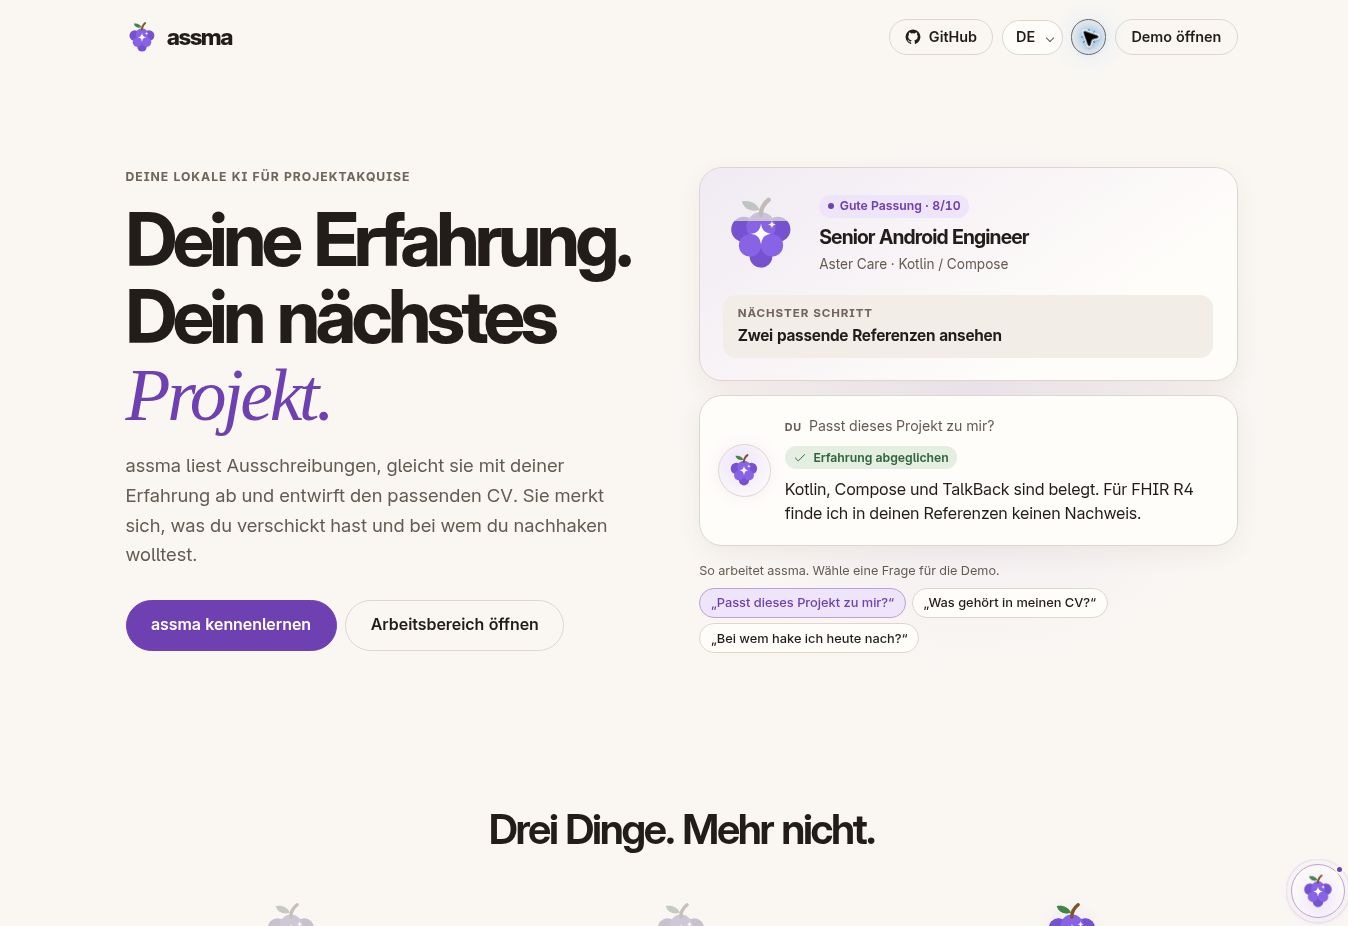 assma
GitHub
DE
Demo öffnen
DEINE LOKALE KI FÜR PROJEKTAKQUISE
Deine Erfahrung.
Dein nächstes
Projekt.
assma liest Ausschreibungen, gleicht sie mit deiner
Erfahrung ab und entwirft den passenden CV. Sie merkt
sich, was du verschickt hast und bei wem du nachhaken
wolltest.
assma kennenlernen
Arbeitsbereich öffnen
Gute Passung · 8/10
Senior Android Engineer
Aster Care · Kotlin / Compose
NÄCHSTER SCHRITT
Zwei passende Referenzen ansehen
DU Passt dieses Projekt zu mir?
Erfahrung abgeglichen
Kotlin, Compose und TalkBack sind belegt. Für FHIR R4
finde ich in deinen Referenzen keinen Nachweis.
So arbeitet assma. Wähle eine Frage für die Demo.
„Passt dieses Projekt zu mir?“
„Was gehört in meinen CV?“
„Bei wem hake ich heute nach?“
Drei Dinge. Mehr nicht.